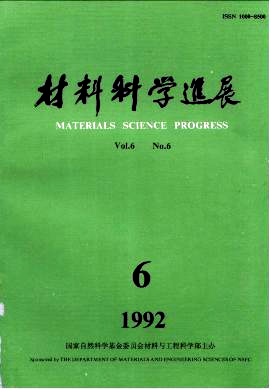 ISSN 1000-6500
材料科学進展
MATERIALS SCIENCE PROGRESS
Vol.6 No.6
6
1992
国家自然科学基金委员会材料与工程科学部主办
Sponsored by THE DEPARTMENT OF MATERIALS AND ENGINEERING SCIENCES OF NSFC